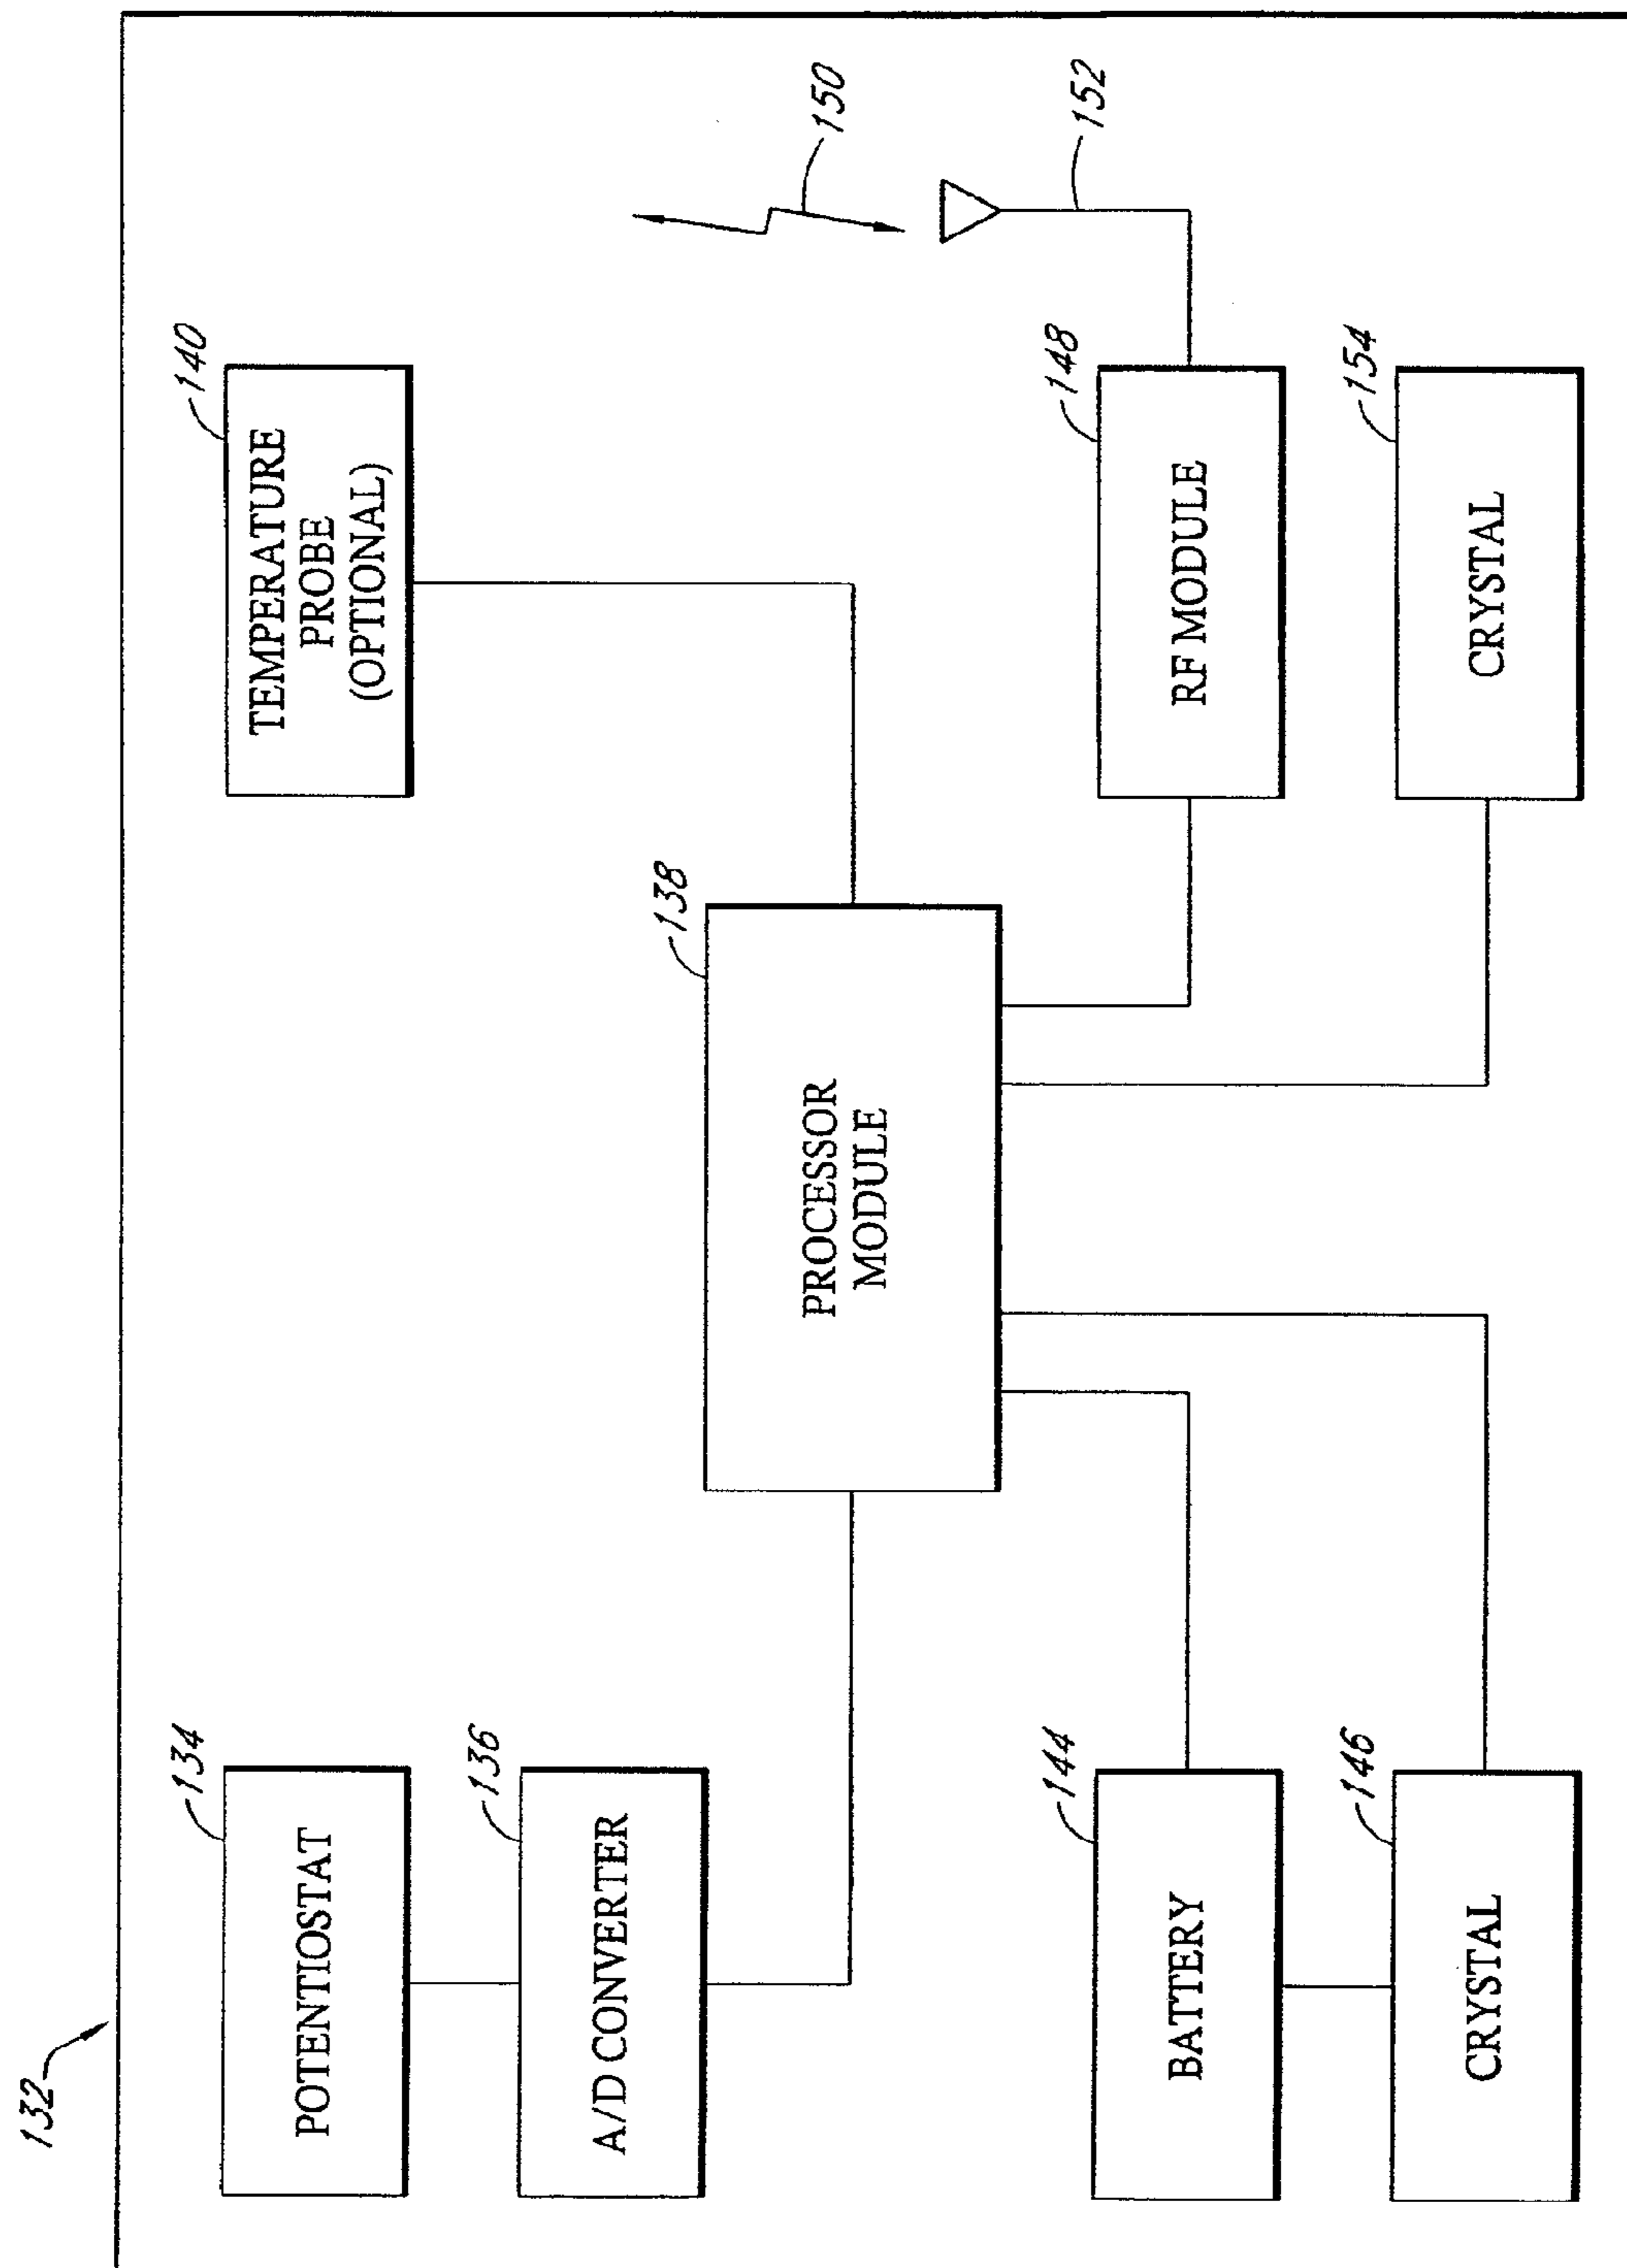 132
134
POTENTIOSTAT
136
A/D CONVERTER
138
PROCESSOR
MODULE
140
TEMPERATURE
PROBE
(OPTIONAL)
150
152
144
BATTERY
146
CRYSTAL
148
RF MODULE
154
CRYSTAL